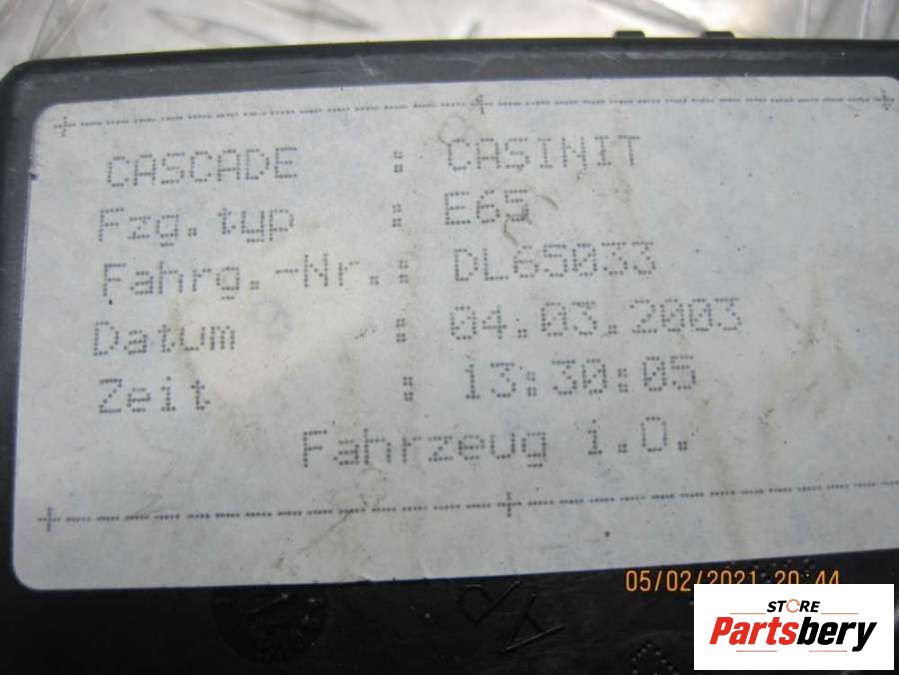 CASCADE : CASINIT
Fzg.typ : E65
Fahrg.-Nr.: DL65033
Datum : 04.03.2003
Zeit : 13:30:05
Fahrzeug i.O.
05/02/2021 20:44
STORE
Partsbery